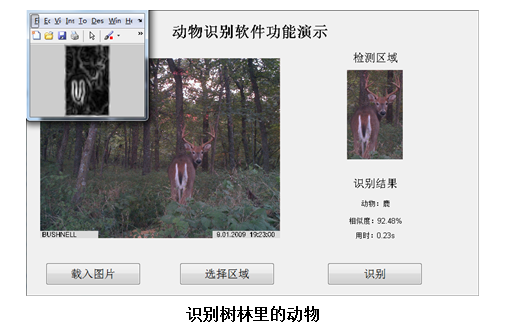 Ec Vi Ins To Des Win He
动物识别软件功能演示
检测区域
识别结果
动物：鹿
相似度：92.48%
用时：0.23s
BUSHNELL 8.01.2009 19:23:00
载入图片 选择区域 识别
识别树林里的动物